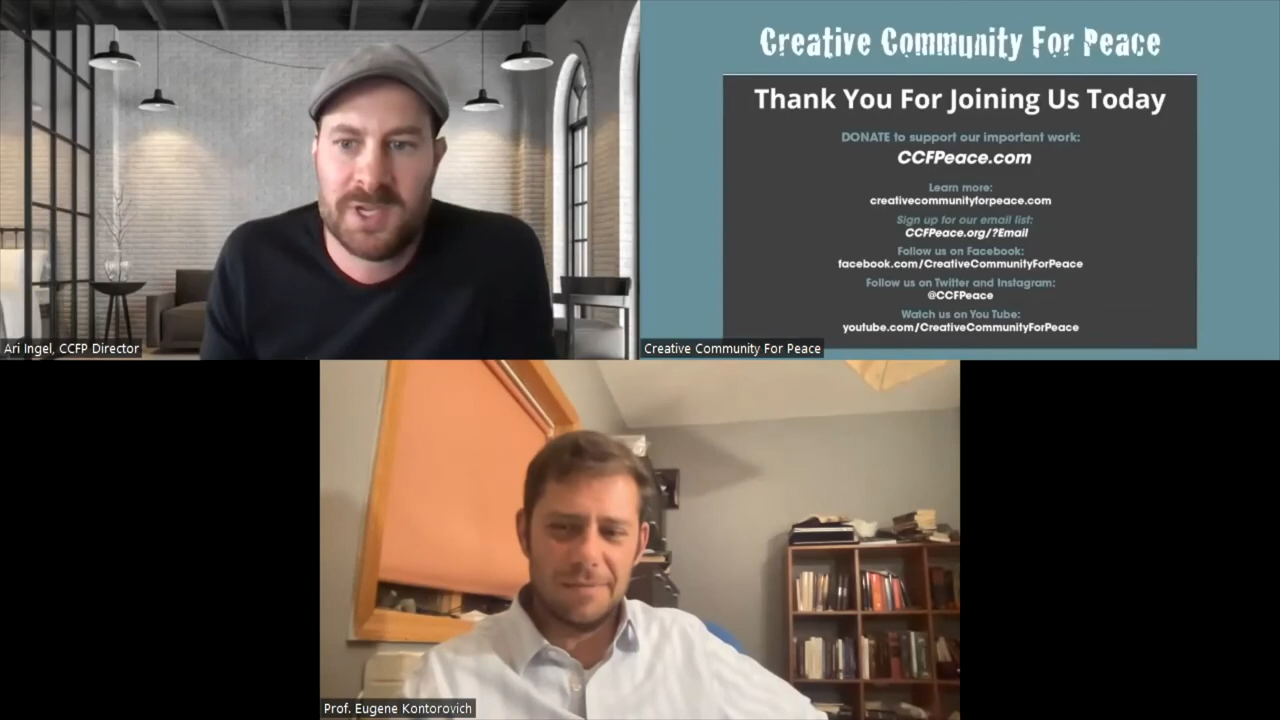 Creative Community For Peace
Thank You For Joining Us Today
DONATE to support our important work:
CCFPeace.com
Learn more:
creativecommunityforpeace.com
Sign up for our email list:
CCFPeace.org/?Email
Follow us on Facebook:
facebook.com/CreativeCommunityForPeace
Follow us on Twitter and Instagram:
@CCFPeace
Watch us on You Tube:
youtube.com/CreativeCommunityForPeace
Ari Ingel, CCFP Director
Creative Community For Peace
Prof. Eugene Kontorovich